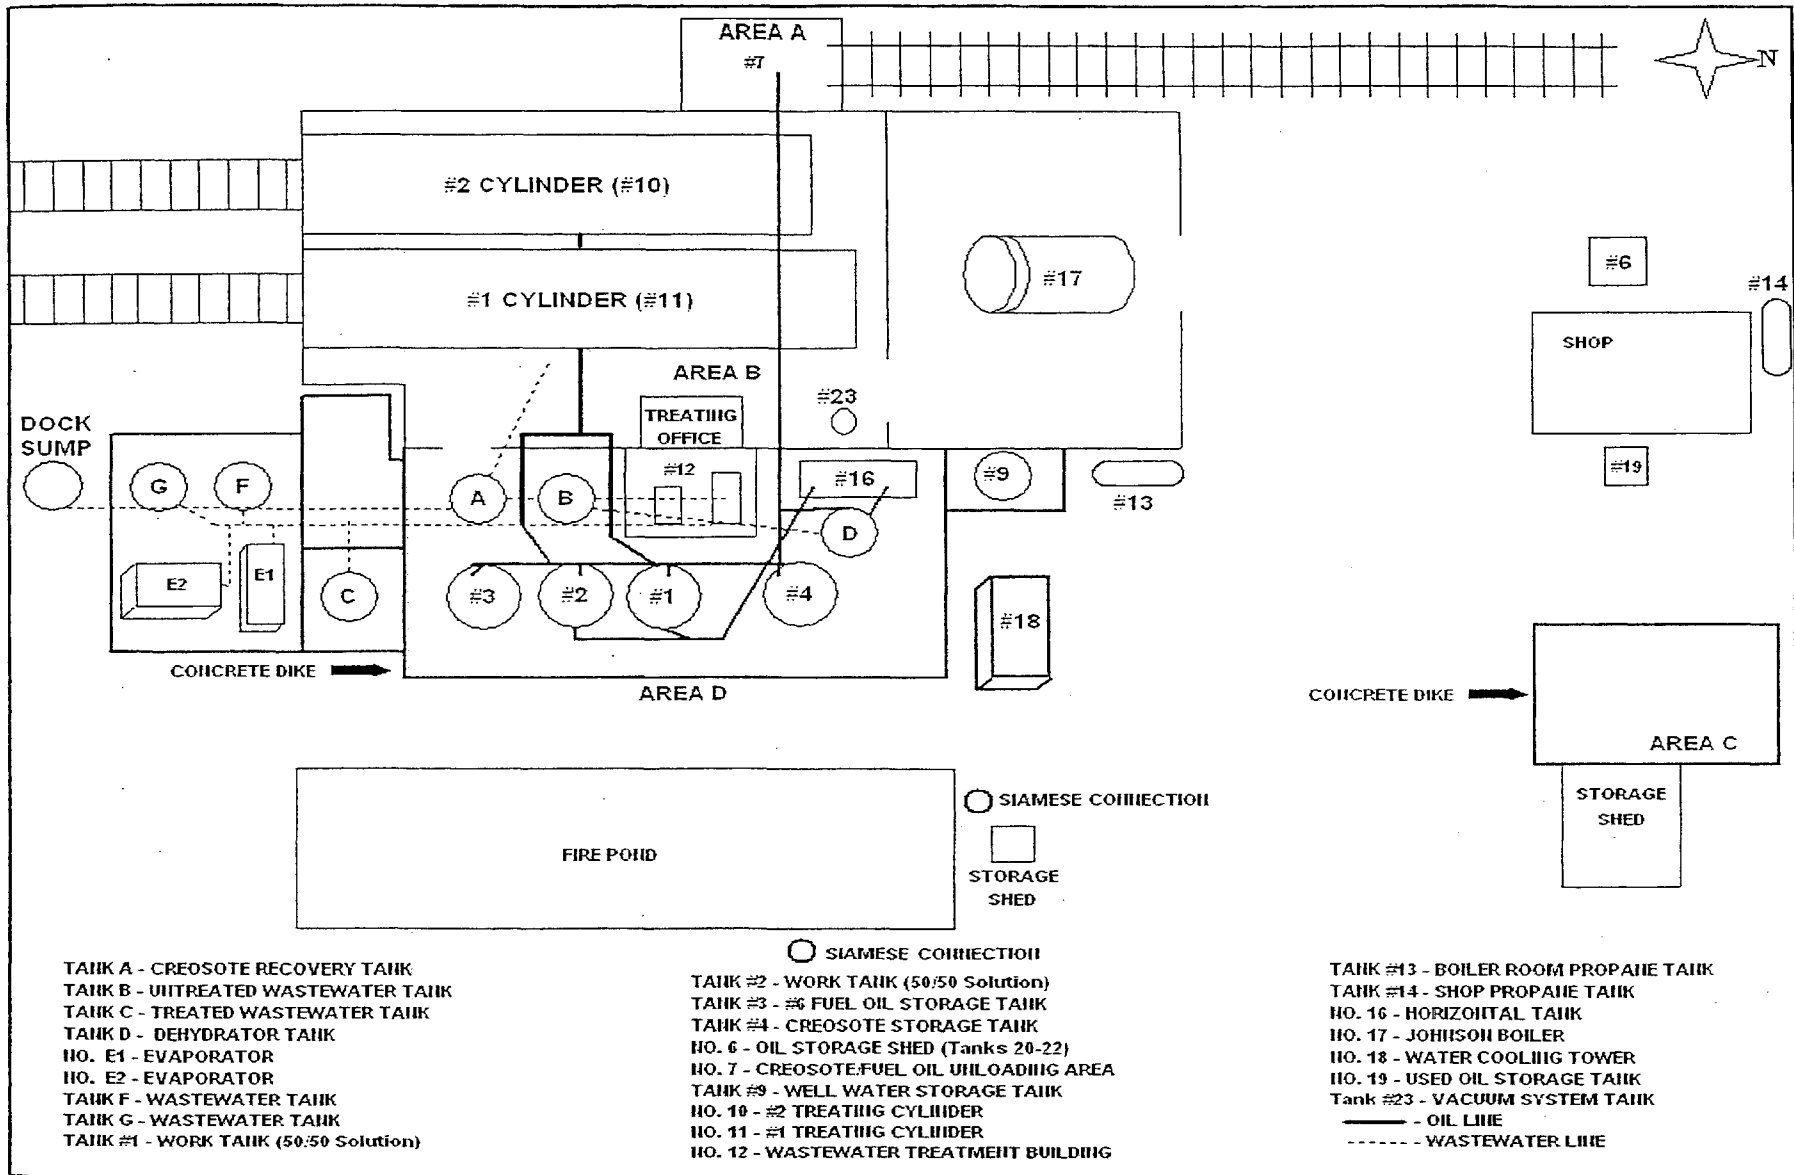 AREA A
#7
N
#2 CYLINDER (#10)
#1 CYLINDER (#11)
#17
#6
#14
SHOP
AREA B
#23
DOCK
SUMP
TREATING
OFFICE
#12
#16
#9
#13
#19
G
F
A
B
D
E2
E1
C
#3
#2
#1
#4
#18
CONCRETE DIKE
AREA D
CONCRETE DIKE
AREA C
STORAGE
SHED
SIAMESE CONNECTION
FIRE POND
STORAGE
SHED
SIAMESE CONNECTION
TANK A - CREOSOTE RECOVERY TANK
TANK B - UNTREATED WASTEWATER TANK
TANK C - TREATED WASTEWATER TANK
TANK D - DEHYDRATOR TANK
NO. E1 - EVAPORATOR
NO. E2 - EVAPORATOR
TANK F - WASTEWATER TANK
TANK G - WASTEWATER TANK
TANK #1 - WORK TANK (50/50 Solution)
TANK #2 - WORK TANK (50/50 Solution)
TANK #3 - #6 FUEL OIL STORAGE TANK
TANK #4 - CREOSOTE STORAGE TANK
NO. 6 - OIL STORAGE SHED (Tanks 20-22)
NO. 7 - CREOSOTE/FUEL OIL UNLOADING AREA
TANK #9 - WELL WATER STORAGE TANK
NO. 10 - #2 TREATING CYLINDER
NO. 11 - #1 TREATING CYLINDER
NO. 12 - WASTEWATER TREATMENT BUILDING
TANK #13 - BOILER ROOM PROPANE TANK
TANK #14 - SHOP PROPANE TANK
NO. 16 - HORIZONTAL TANK
NO. 17 - JOHNSON BOILER
NO. 18 - WATER COOLING TOWER
NO. 19 - USED OIL STORAGE TANK
Tank #23 - VACUUM SYSTEM TANK
- OIL LINE
- WASTEWATER LINE